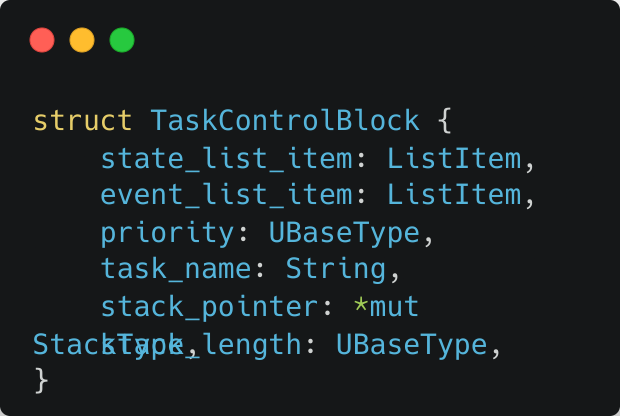 struct TaskControlBlock {
    state_list_item: ListItem,
    event_list_item: ListItem,
    priority: UBaseType,
    task_name: String,
    stack_pointer: *mut
StackType,
    stack_length: UBaseType,
}